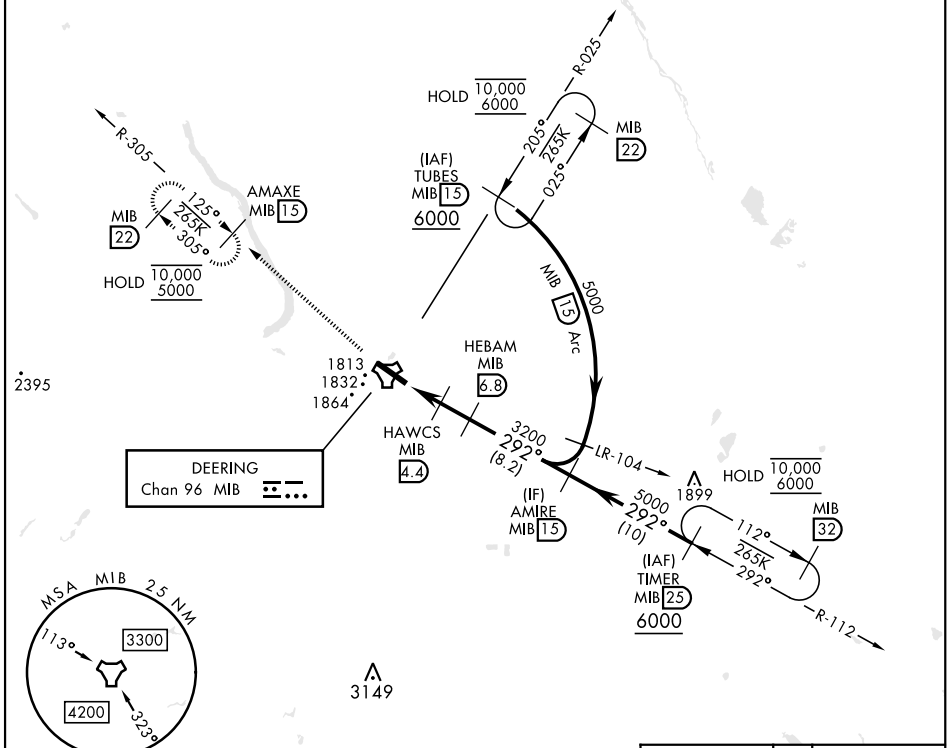 R-025
HOLD 10,000
6000
205°
265K
025°
MIB
22
(IAF)
TUBES
MIB 15
6000
R-305
125°
265K
305°
AMAXE
MIB 15
MIB
22
HOLD 10,000
5000
MIB 15 Arc
5000
2395
1813
1832
1864
HEBAM
MIB
6.8
HAWCS
MIB
4.4
3200
292°
(8.2)
LR-104
DEERING
Chan 96 MIB
(IF)
AMIRE
MIB 15
5000
292°
(10)
1899
HOLD 10,000
6000
MIB
32
112°
265K
292°
(IAF)
TIMER
MIB 25
6000
R-112
MSA MIB 25 NM
113°
3300
4200
323°
3149